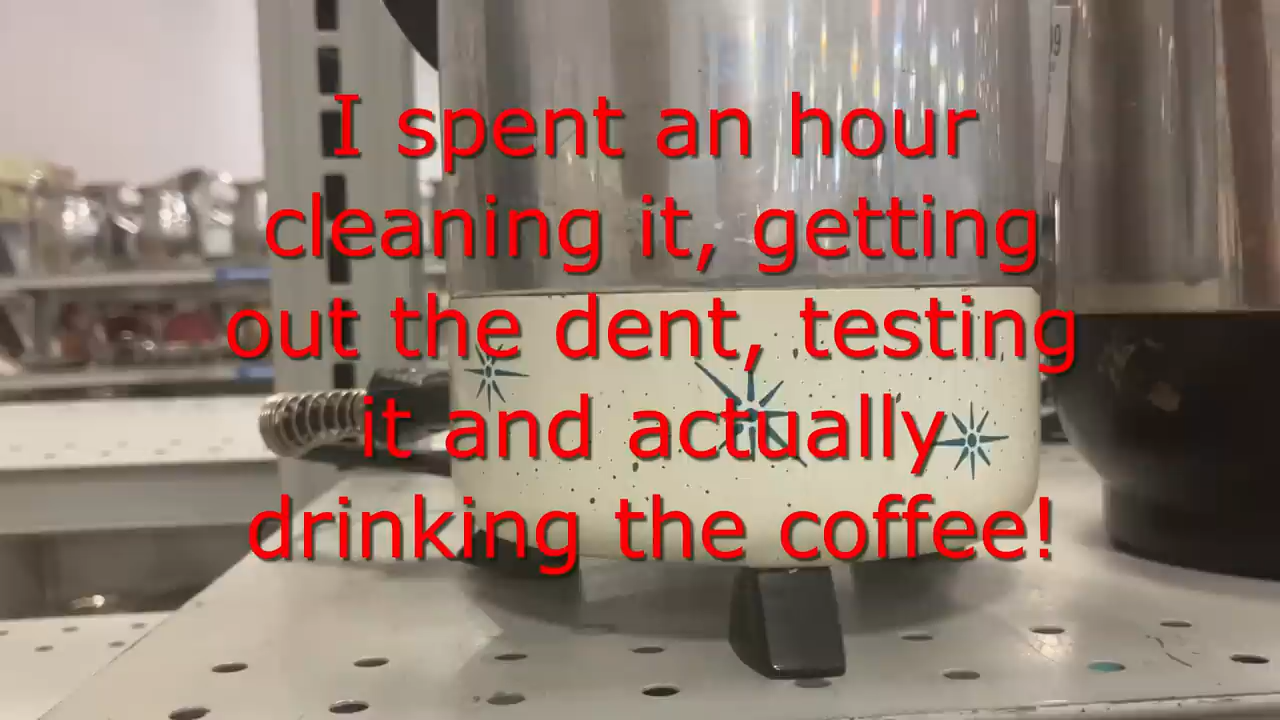 I spent an hour
cleaning it, getting
out the dent, testing
it and actually
drinking the coffee!